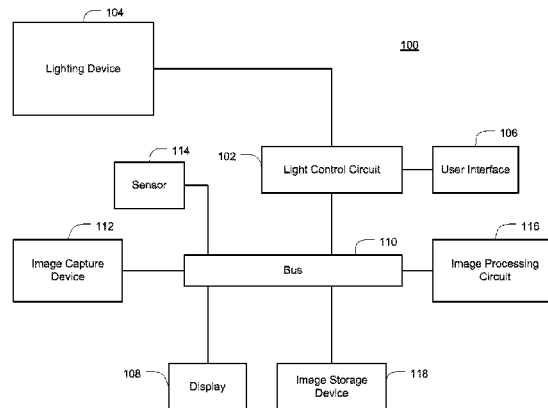 104
Lighting Device
100
114
102
106
Sensor
Light Control Circuit
User Interface
112
110
116
Image Capture
Device
Bus
Image Processing
Circuit
108
Display
Image Storage
Device
118